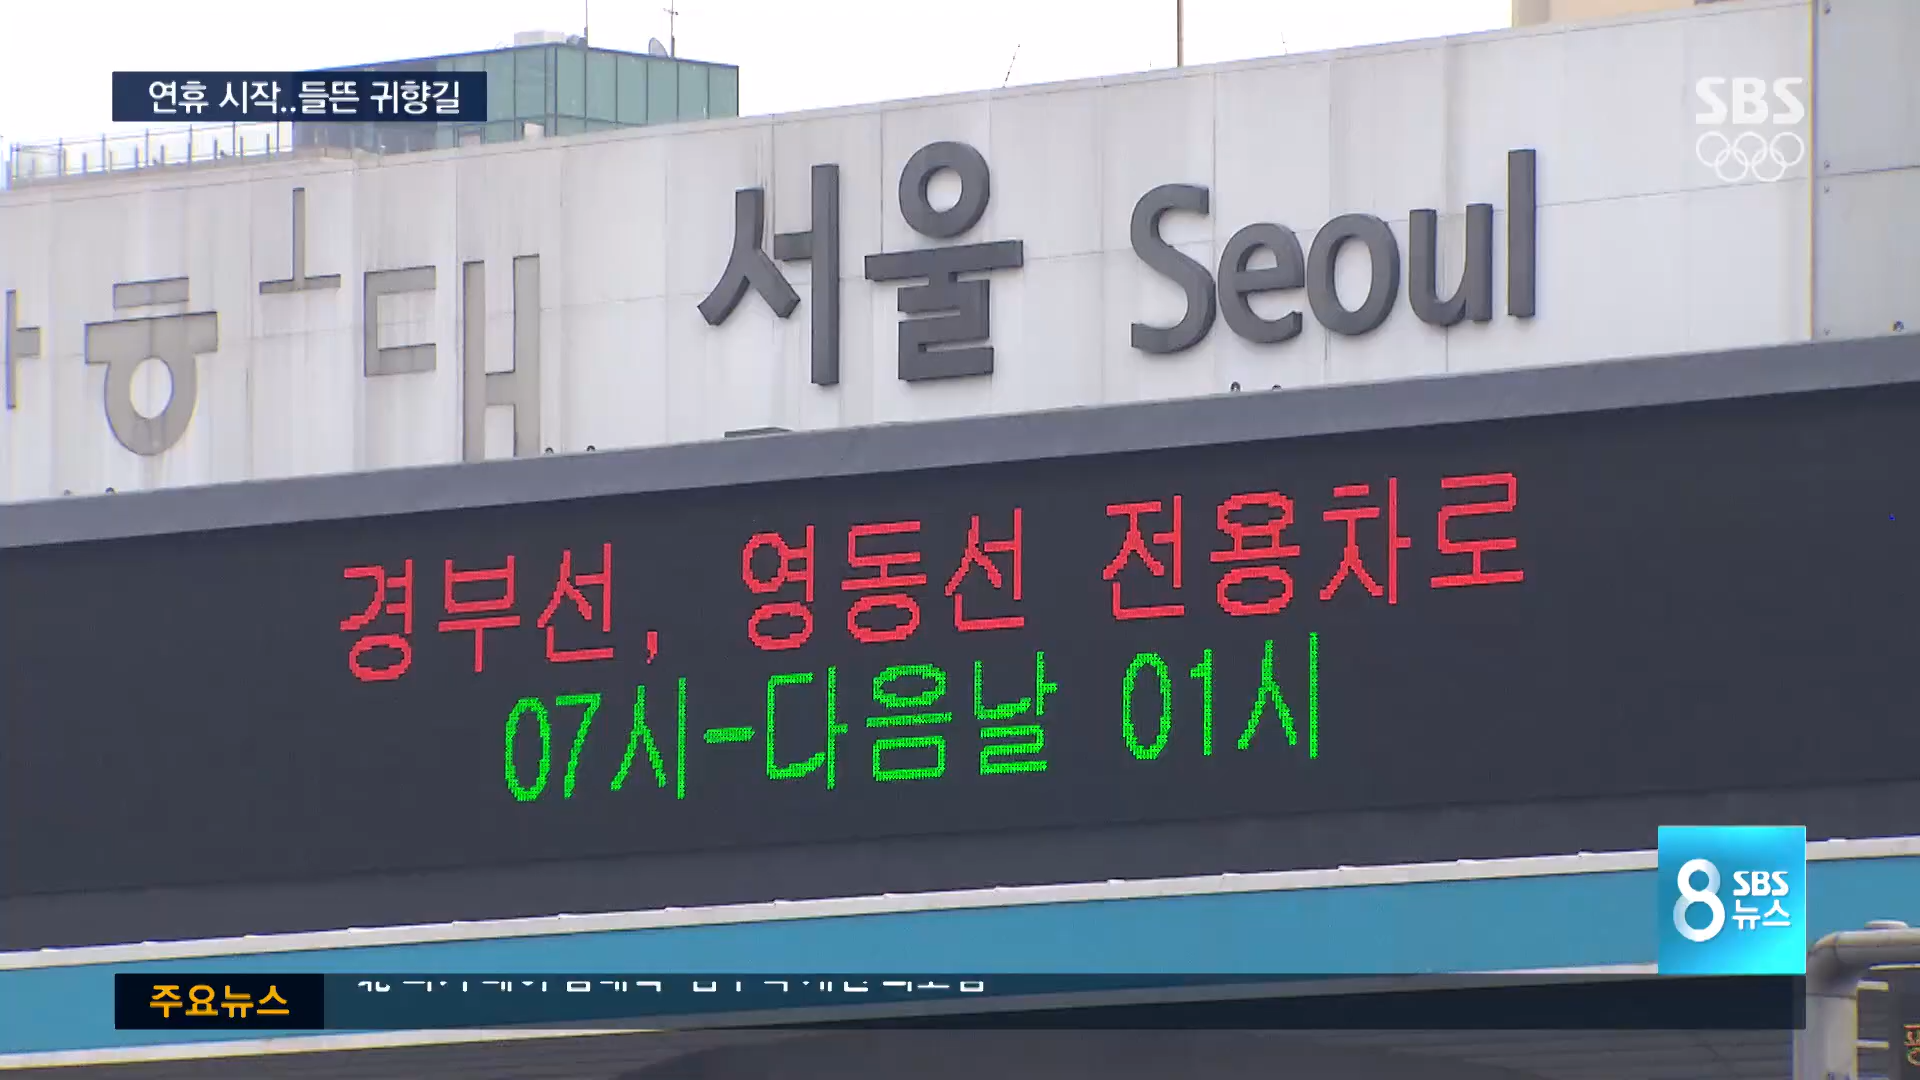 연휴 시작..들뜬 귀향길
SBS
서울 Seoul
경부선, 영동선 전용차로
07시-다음날 01시
8 SBS 뉴스
주요뉴스